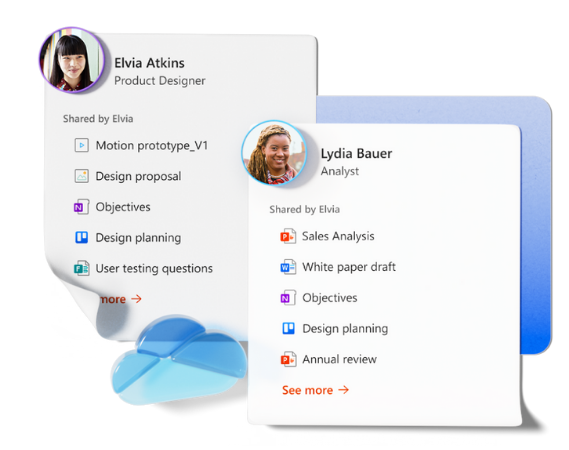 Elvia Atkins
Product Designer
Shared by Elvia
Motion prototype_V1
Design proposal
Objectives
Design planning
User testing questions
more →
Lydia Bauer
Analyst
Shared by Elvia
Sales Analysis
White paper draft
Objectives
Design planning
Annual review
See more →